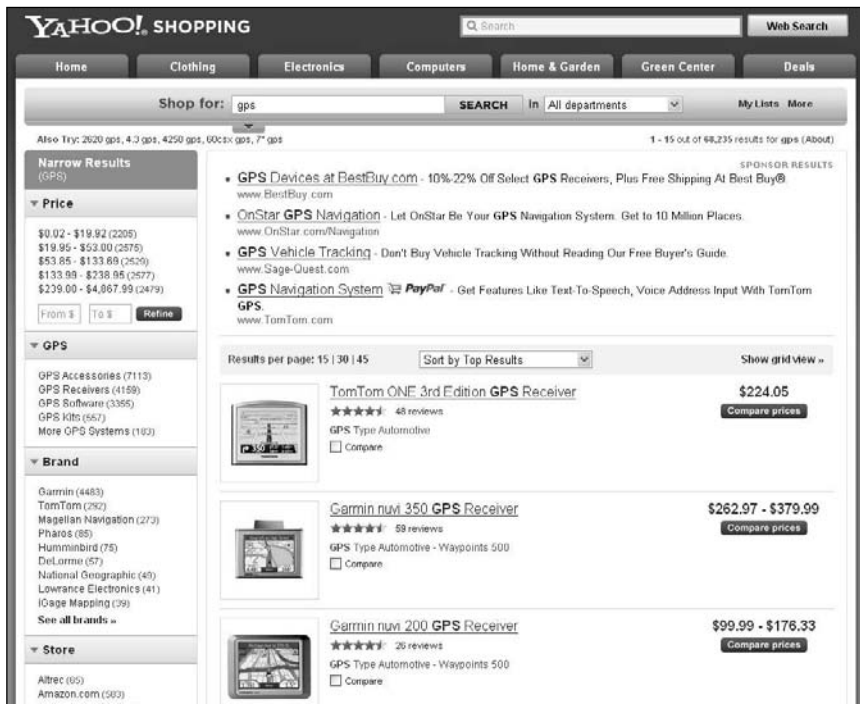 YAHOO! SHOPPING
Search
Web Search
Home Clothing Electronics Computers Home & Garden Green Center Deals
Shop for: gps SEARCH In All departments My Lists More
Also Try: 2620 gps, 4.3 gps, 4250 gps, 60csx gps, 7" gps
1 - 15 out of 68,235 results for gps (About)
Narrow Results
(GPS)
Price
$0.02 - $19.92 (2205)
$19.95 - $53.00 (2575)
$53.85 - $133.69 (2529)
$133.99 - $238.95 (2577)
$239.00 - $4,867.99 (2479)
From $ To $ Refine
GPS
GPS Accessories (7113)
GPS Receivers (4159)
GPS Software (3355)
GPS Kits (557)
More GPS Systems (183)
Brand
Garmin (4483)
TomTom (292)
Magellan Navigation (273)
Pharos (85)
Humminbird (75)
DeLorme (57)
National Geographic (49)
Lowrance Electronics (41)
iGage Mapping (39)
See all brands »
Store
Altrec (65)
Amazon.com (503)
SPONSOR RESULTS
GPS Devices at BestBuy.com - 10%-22% Off Select GPS Receivers, Plus Free Shipping At Best Buy®
www.BestBuy.com
OnStar GPS Navigation - Let OnStar Be Your GPS Navigation System. Get to 10 Million Places.
www.OnStar.com/Navigation
GPS Vehicle Tracking - Don't Buy Vehicle Tracking Without Reading Our Free Buyer's Guide.
www.Sage-Quest.com
GPS Navigation System PayPal - Get Features Like Text-To-Speech, Voice Address Input With TomTom
GPS.
www.TomTom.com
Results per page: 15 | 30 | 45 Sort by Top Results Show grid view »
TomTom ONE 3rd Edition GPS Receiver $224.05
48 reviews Compare prices
GPS Type Automotive
Compare
Garmin nuvi 350 GPS Receiver $262.97 - $379.99
59 reviews Compare prices
GPS Type Automotive - Waypoints 500
Compare
Garmin nuvi 200 GPS Receiver $99.99 - $176.33
26 reviews Compare prices
GPS Type Automotive - Waypoints 500
Compare